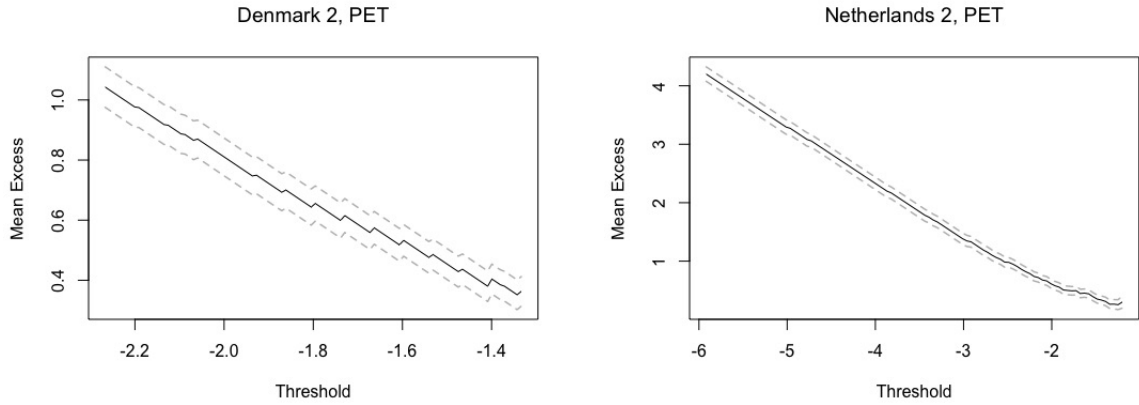 Denmark 2, PET
Mean Excess
1.0
0.8
0.6
0.4
-2.2 -2.0 -1.8 -1.6 -1.4
Threshold
Netherlands 2, PET
Mean Excess
4
3
2
1
-6 -5 -4 -3 -2
Threshold